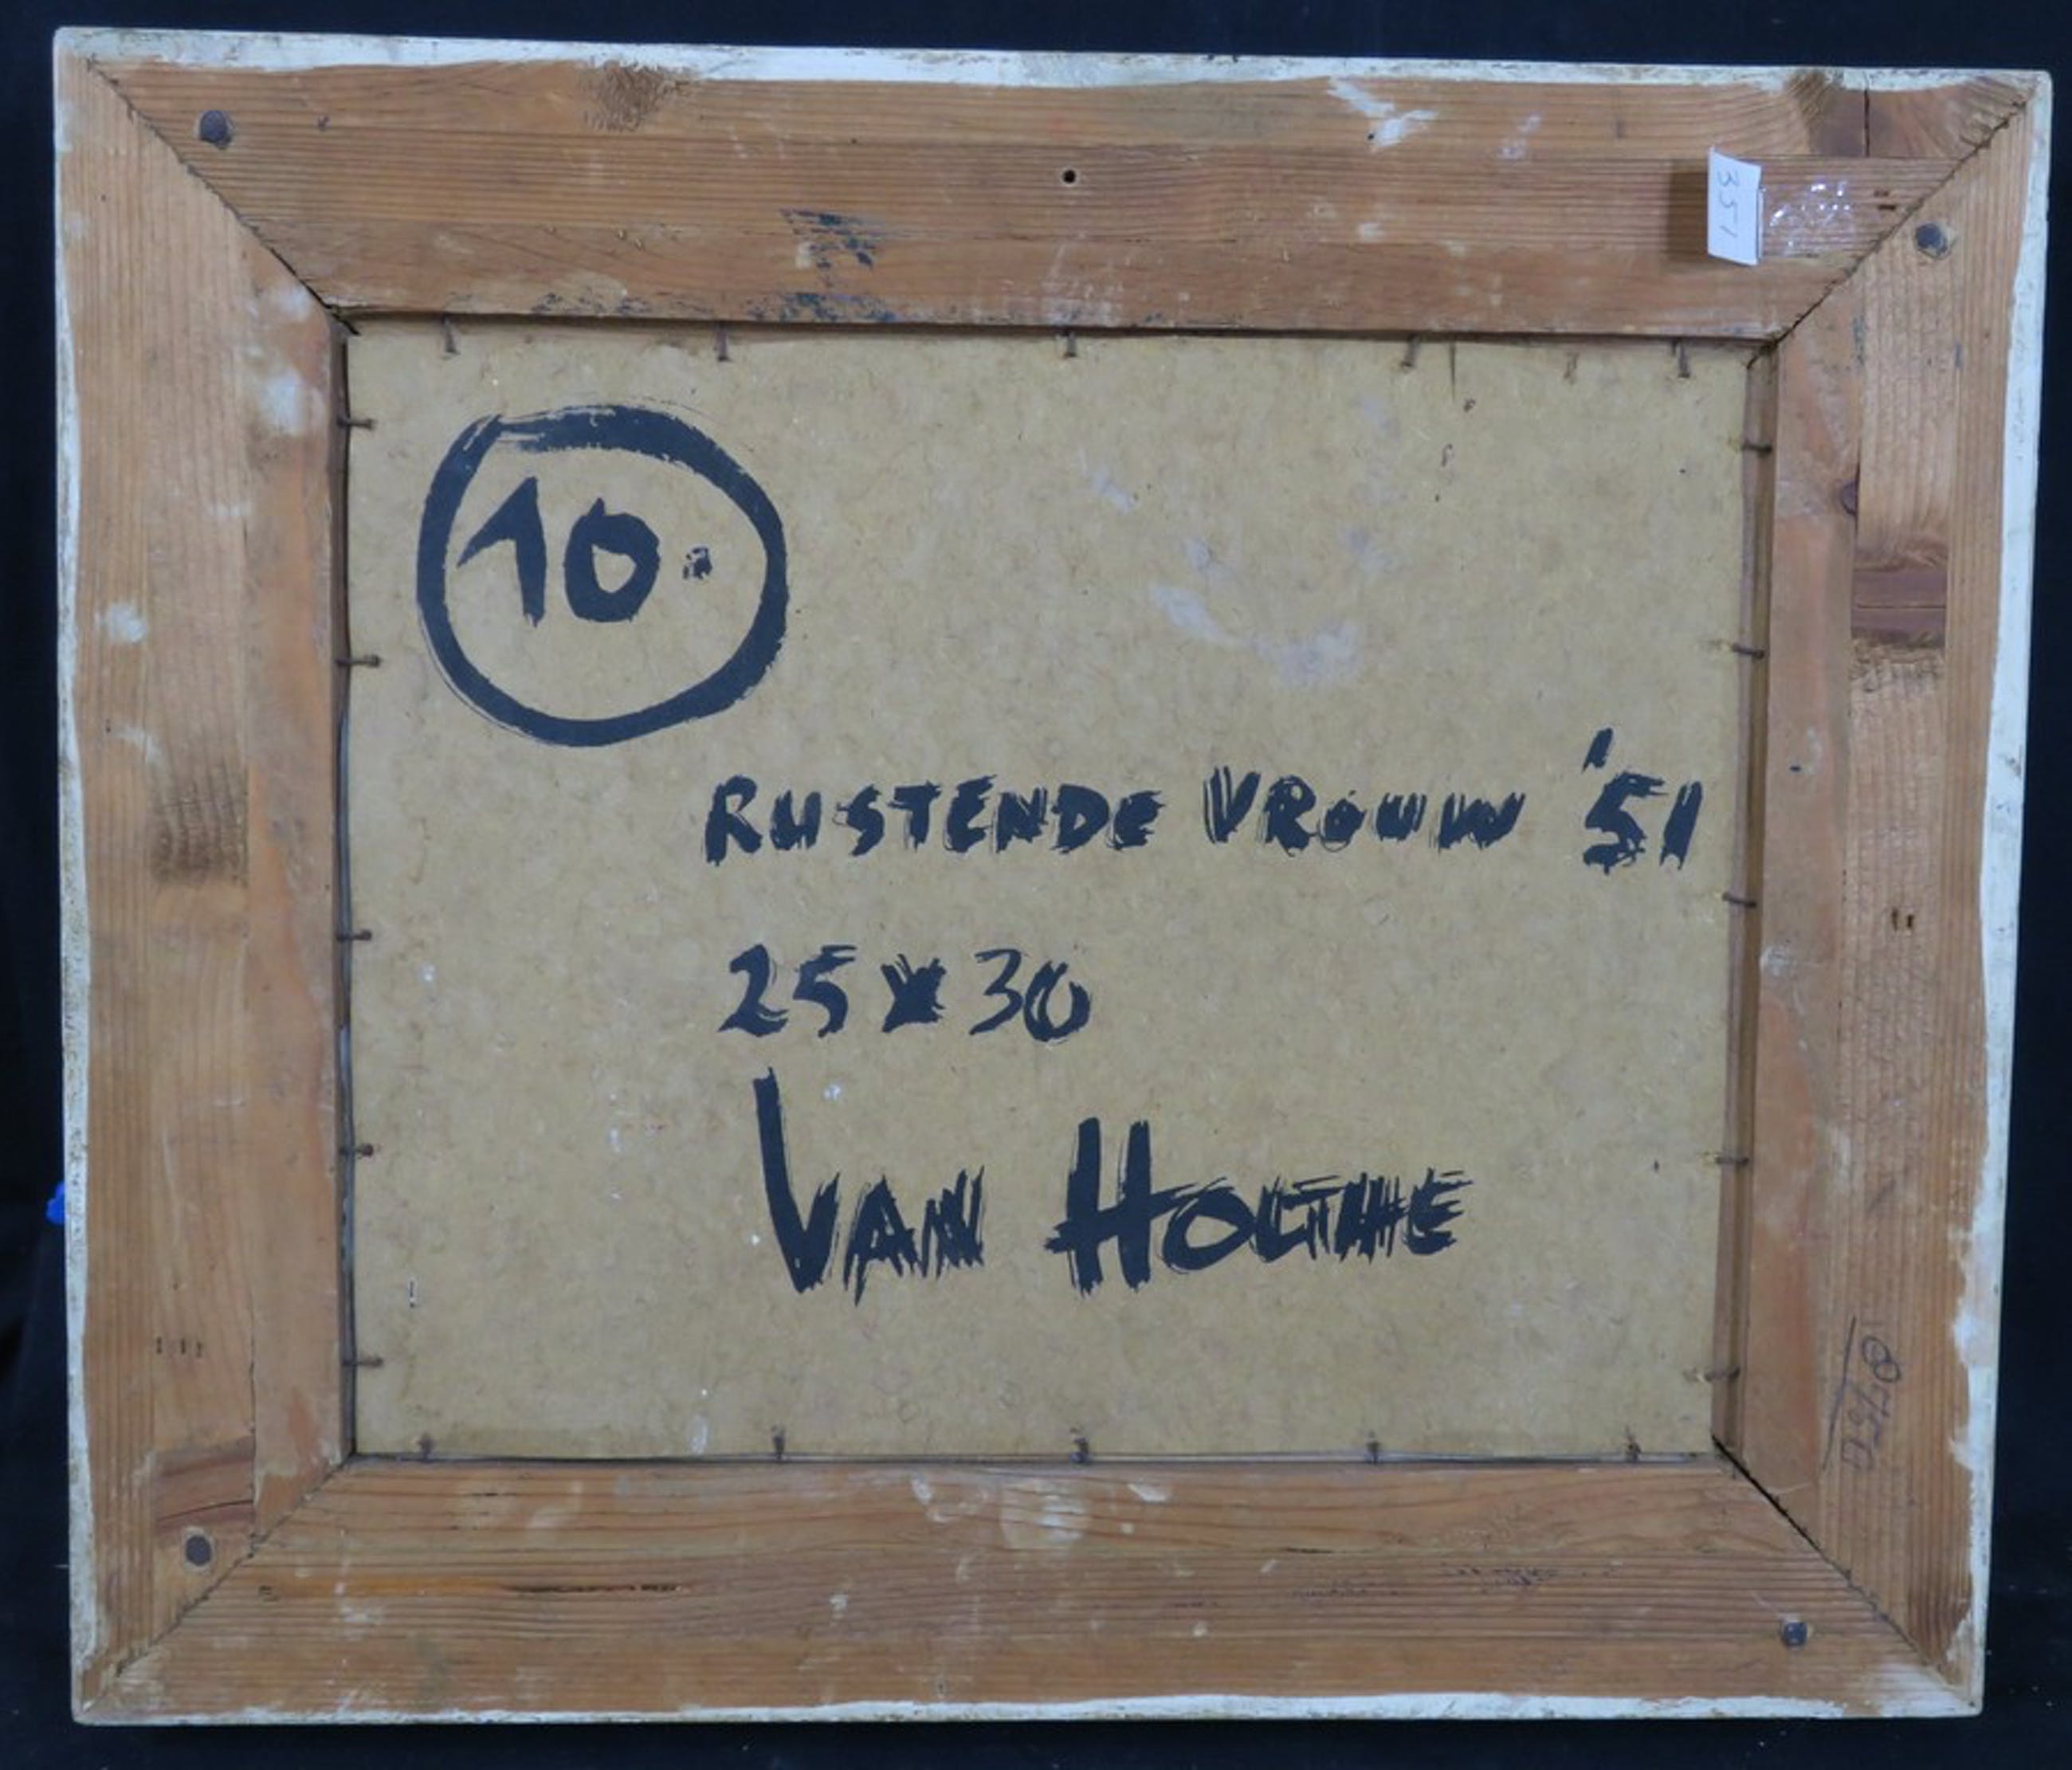 351
10.
RUSTENDE VROUW '51
25 x 30
VAN HOLTHE